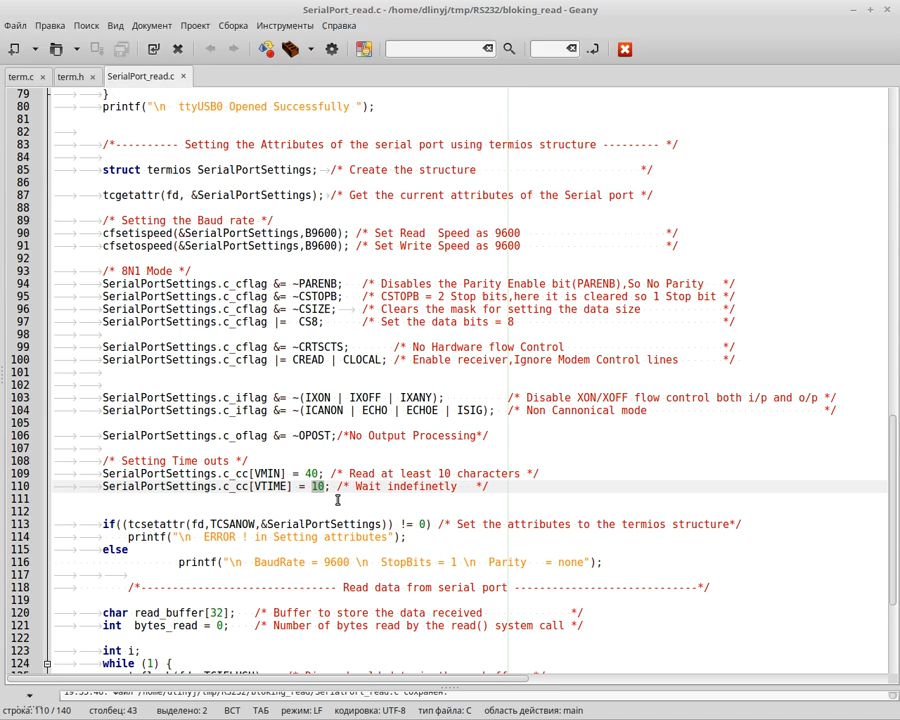 SerialPort_read.c - /home/dlinyj/tmp/RS232/bloking_read - Geany
Файл Правка Поиск Вид Документ Проект Сборка Инструменты Справка
term.c × term.h × SerialPort_read.c ×
79 }
80 printf("\n ttyUSB0 Opened Successfully ");
81
82
83 /*---------- Setting the Attributes of the serial port using termios structure --------- */
84
85 struct termios SerialPortSettings; /* Create the structure */
86
87 tcgetattr(fd, &SerialPortSettings); /* Get the current attributes of the Serial port */
88
89 /* Setting the Baud rate */
90 cfsetispeed(&SerialPortSettings,B9600); /* Set Read  Speed as 9600 */
91 cfsetospeed(&SerialPortSettings,B9600); /* Set Write Speed as 9600 */
92
93 /* 8N1 Mode */
94 SerialPortSettings.c_cflag &= ~PARENB; /* Disables the Parity Enable bit(PARENB),So No Parity */
95 SerialPortSettings.c_cflag &= ~CSTOPB; /* CSTOPB = 2 Stop bits,here it is cleared so 1 Stop bit */
96 SerialPortSettings.c_cflag &= ~CSIZE; /* Clears the mask for setting the data size */
97 SerialPortSettings.c_cflag |=  CS8; /* Set the data bits = 8 */
98
99 SerialPortSettings.c_cflag &= ~CRTSCTS; /* No Hardware flow Control */
100 SerialPortSettings.c_cflag |= CREAD | CLOCAL; /* Enable receiver,Ignore Modem Control lines */
101
102
103 SerialPortSettings.c_iflag &= ~(IXON | IXOFF | IXANY); /* Disable XON/XOFF flow control both i/p and o/p */
104 SerialPortSettings.c_iflag &= ~(ICANON | ECHO | ECHOE | ISIG); /* Non Cannonical mode */
105
106 SerialPortSettings.c_oflag &= ~OPOST;/*No Output Processing*/
107
108 /* Setting Time outs */
109 SerialPortSettings.c_cc[VMIN] = 40; /* Read at least 10 characters */
110 SerialPortSettings.c_cc[VTIME] = 10; /* Wait indefinetly */
111
112
113 if((tcsetattr(fd,TCSANOW,&SerialPortSettings)) != 0) /* Set the attributes to the termios structure*/
114 printf("\n  ERROR ! in Setting attributes");
115 else
116 printf("\n  BaudRate = 9600 \n  StopBits = 1 \n  Parity   = none");
117
118 /*------------------------------- Read data from serial port -----------------------------*/
119
120 char read_buffer[32]; /* Buffer to store the data received */
121 int  bytes_read = 0; /* Number of bytes read by the read() system call */
122
123 int i;
124 while (1) {
строка: 110 / 140 столбец: 43 выделено: 2 ВСТ ТАБ режим: LF кодировка: UTF-8 тип файла: C область действия: main